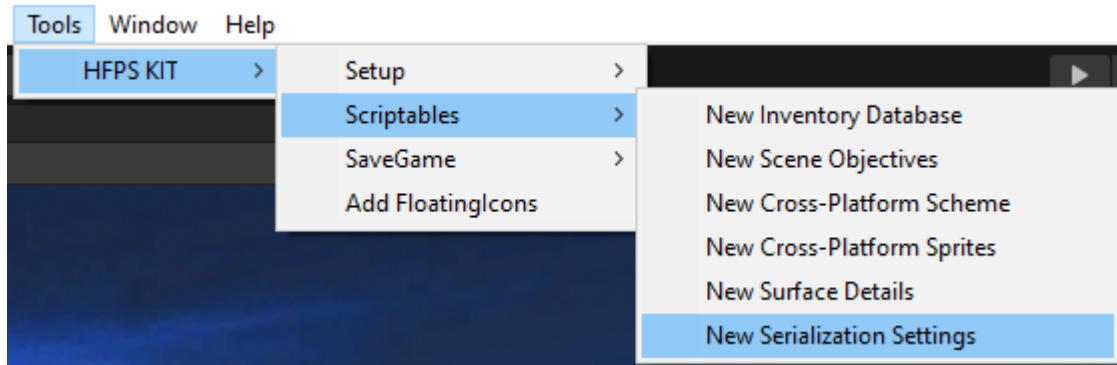 Tools Window Help
HFPS KIT
Setup
Scriptables
SaveGame
Add FloatingIcons
New Inventory Database
New Scene Objectives
New Cross-Platform Scheme
New Cross-Platform Sprites
New Surface Details
New Serialization Settings